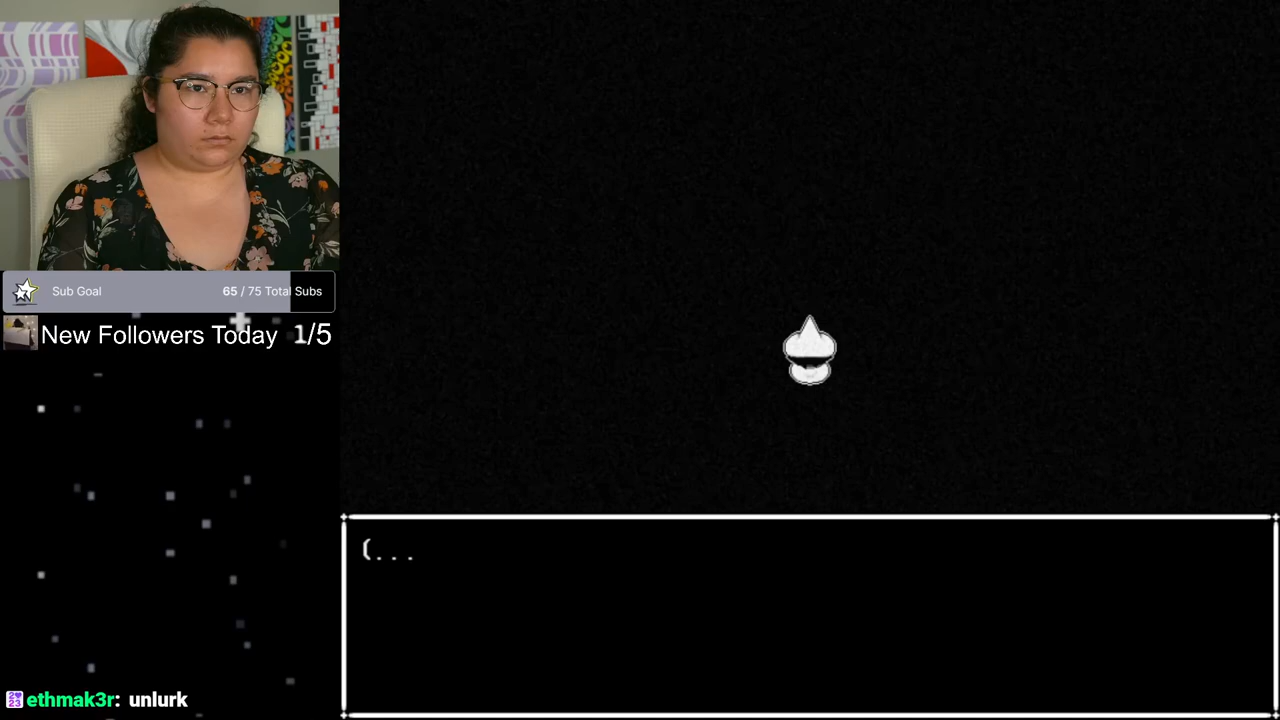 Sub Goal 65 / 75 Total Subs
New Followers Today 1/5
(...
ethmak3r: unlurk